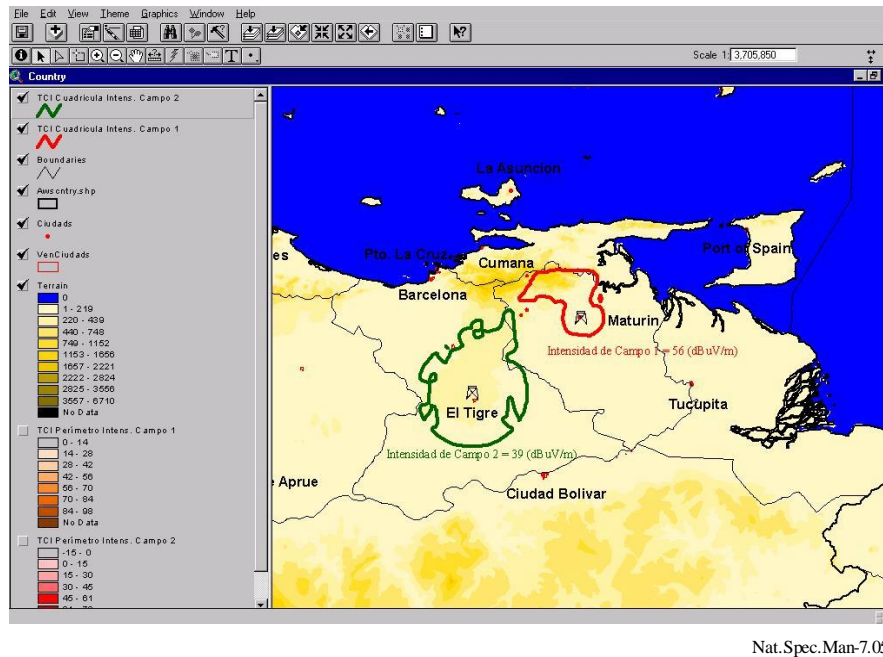 File Edit View Theme Graphics Window Help
Scale 1: 3,705,850
Country
TCI Cuadricula Intens. Campo 2
TCI Cuadricula Intens. Campo 1
Boundaries
Awscntry.shp
Ciudads
VenCiudads
Terrain
0
1 - 219
220 - 439
440 - 748
749 - 1152
1153 - 1656
1657 - 2221
2222 - 2824
2825 - 3556
3557 - 6710
No Data
TCI Perimetro Intens. Campo 1
0 - 14
14 - 28
28 - 42
42 - 56
56 - 70
70 - 84
84 - 98
No Data
TCI Perimetro Intens. Campo 2
-15 - 0
0 - 15
15 - 30
30 - 45
45 - 61
La Asuncion
Port of Spain
es
Pto. La Cruz
Cumana
Barcelona
Maturin
Intensidad de Campo 1 = 56 (dBuV/m)
El Tigre
Tucupita
Intensidad de Campo 2 = 39 (dBuV/m)
Aprue
Ciudad Bolivar
Nat.Spec.Man-7.05